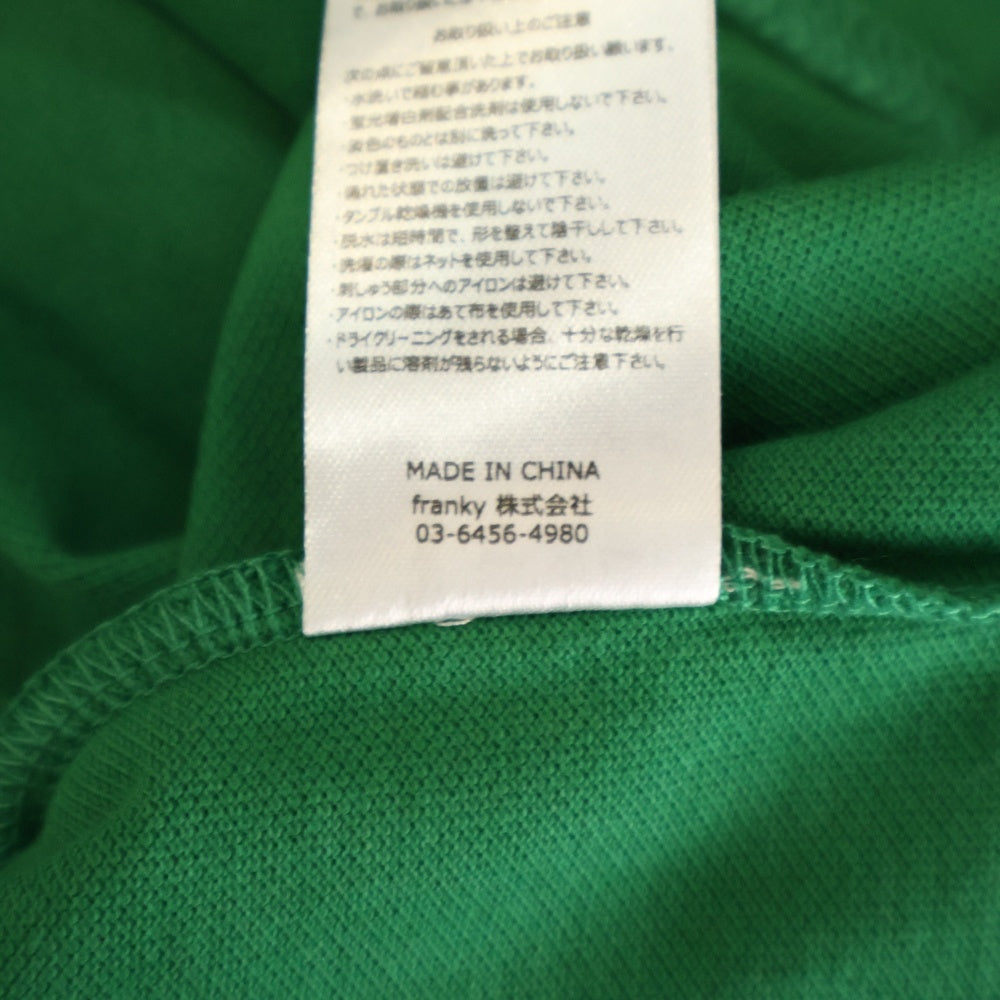 お取り扱い上のご注意
次の点にご留意頂いた上でお取り扱い願います。
・水洗いで縮む事があります。
・蛍光増白剤配合洗剤は使用しないで下さい。
・淡色のものとは別に洗って下さい。
・つけ置き洗いは避けて下さい。
・濡れた状態での放置は避けて下さい。
・タンブル乾燥機を使用しないで下さい。
・脱水は短時間で、形を整えて陰干しして下さい。
・洗濯の際はネットを使用して下さい。
・刺しゅう部分へのアイロンは避けて下さい。
・アイロンの際はあて布を使用して下さい。
・ドライクリーニングをされる場合、十分な乾燥を行
い製品に溶剤が残らないようにご注意下さい。
MADE IN CHINA
franky 株式会社
03-6456-4980